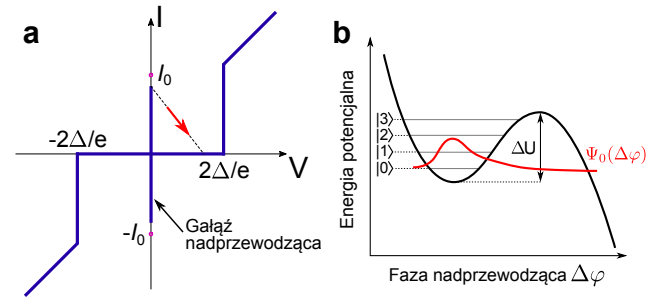 a
I
I₀
-2Δ/e
2Δ/e
V
-I₀
Gałąź
nadprzewodząca
b
Energia potencjalna
|3⟩
|2⟩
|1⟩
|0⟩
ΔU
Ψ₀(Δφ)
Faza nadprzewodząca Δφ